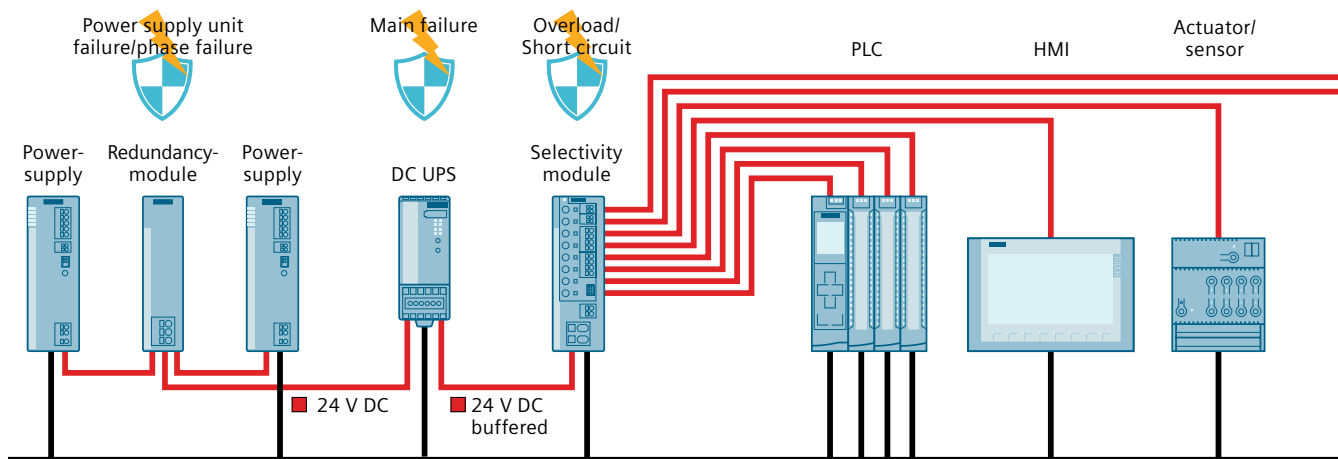 Power supply unit
failure/phase failure
Main failure
Overload/
Short circuit
PLC
HMI
Actuator/
sensor
Power-
supply
Redundancy-
module
Power-
supply
DC UPS
Selectivity
module
24 V DC
24 V DC
buffered